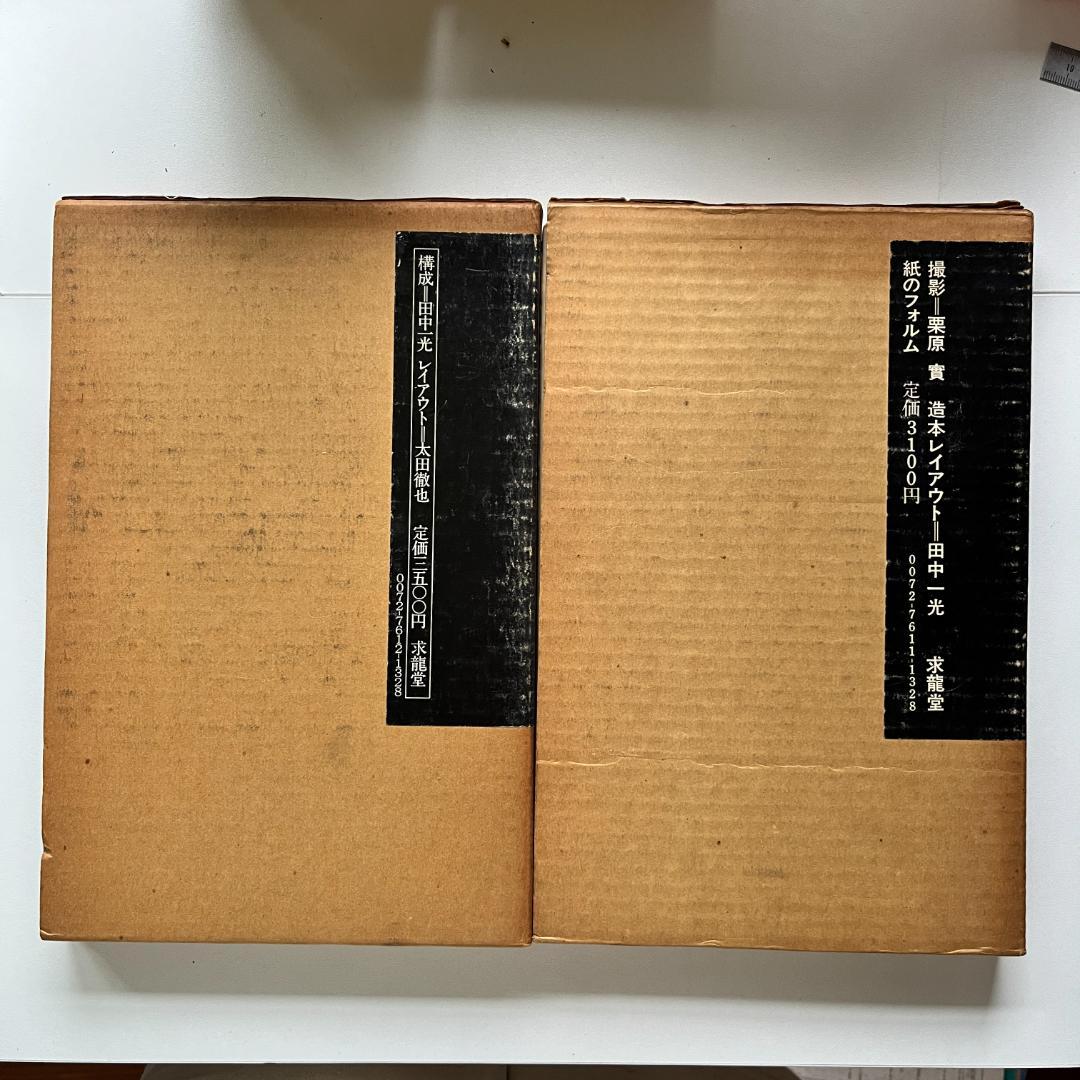 構成＝田中一光 レイアウト＝太田徹也 定価三五〇〇円 求龍堂
0072-7612-1328
撮影＝栗原 實 造本レイアウト＝田中一光 求龍堂
紙のフォルム 定価3100円
0072-7611-1328
19